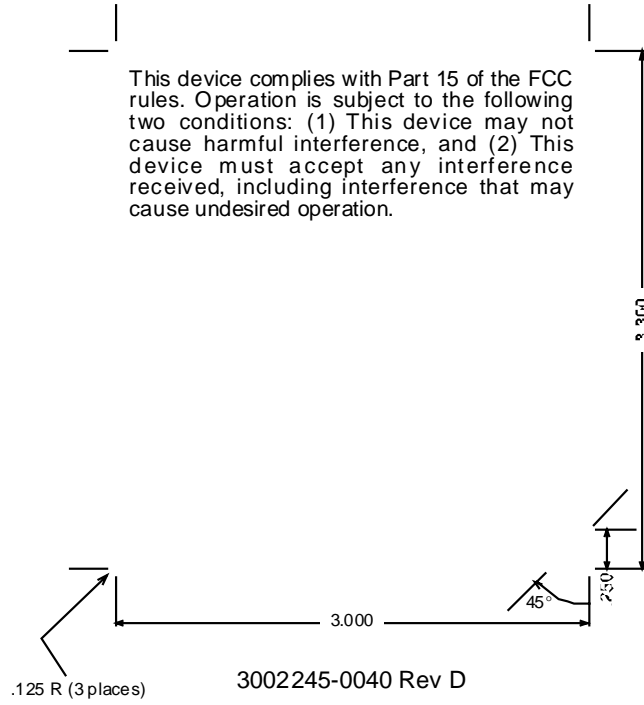 This device complies with Part 15 of the FCC
rules. Operation is subject to the following
two conditions: (1) This device may not
cause harmful interference, and (2) This
device must accept any interference
received, including interference that may
cause undesired operation.
.250
45°
3.000
.125 R (3 places)
3002245-0040 Rev D